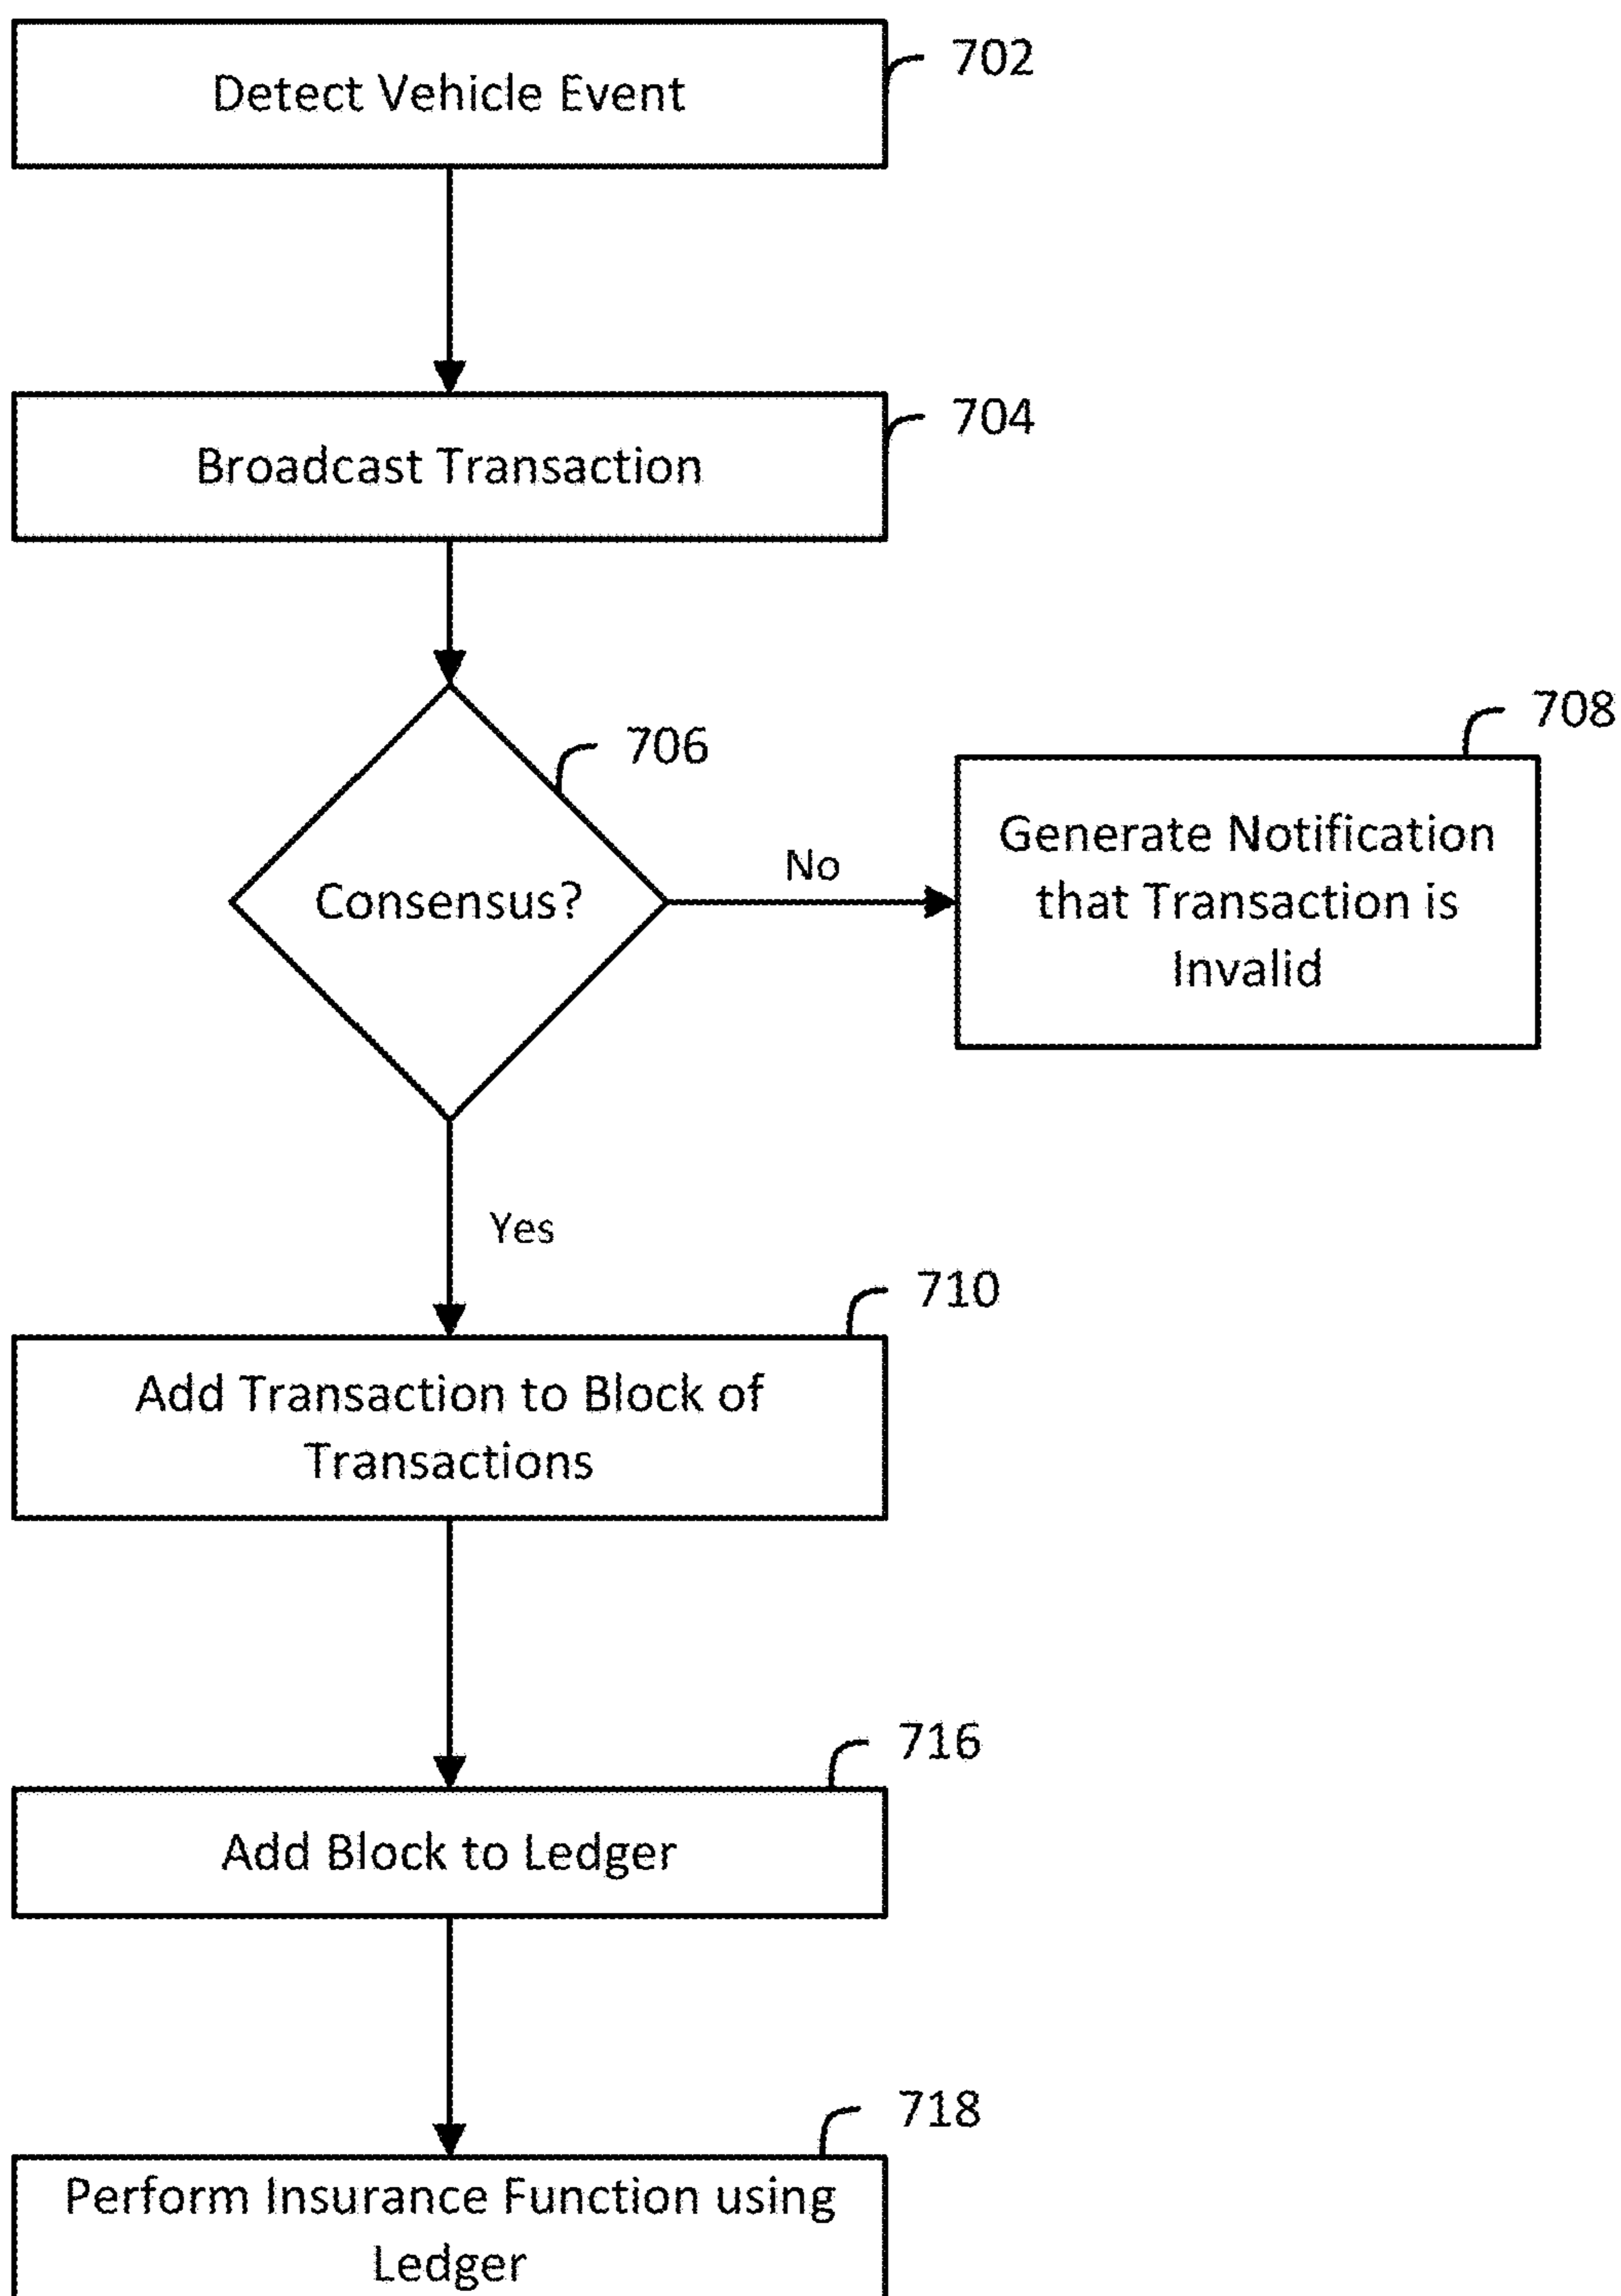 Detect Vehicle Event
702
Broadcast Transaction
704
Consensus?
706
No
Generate Notification
that Transaction is
Invalid
708
Yes
Add Transaction to Block of
Transactions
710
Add Block to Ledger
716
Perform Insurance Function using
Ledger
718